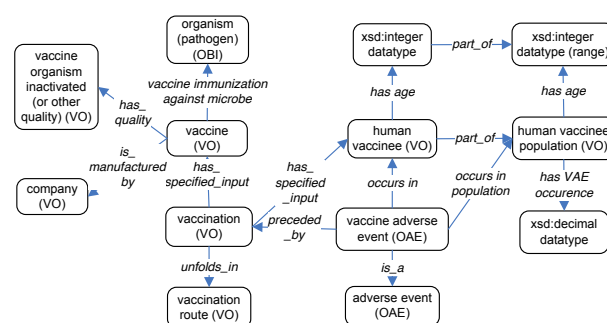 organism
(pathogen)
(OBI)
xsd:integer
datatype
part_of
xsd:integer
datatype (range)
vaccine
organism
inactivated
(or other
quality) (VO)
vaccine immunization
against microbe
has_
quality
has age
has age
vaccine
(VO)
human
vaccinee (VO)
part_of
human vaccinee
population (VO)
is_
manufactured
by
has_
specified_input
has_
specified
_input
occurs in
occurs in
population
has VAE
occurence
company
(VO)
vaccination
(VO)
preceded
_by
vaccine adverse
event (OAE)
xsd:decimal
datatype
unfolds_in
is_a
vaccination
route (VO)
adverse event
(OAE)